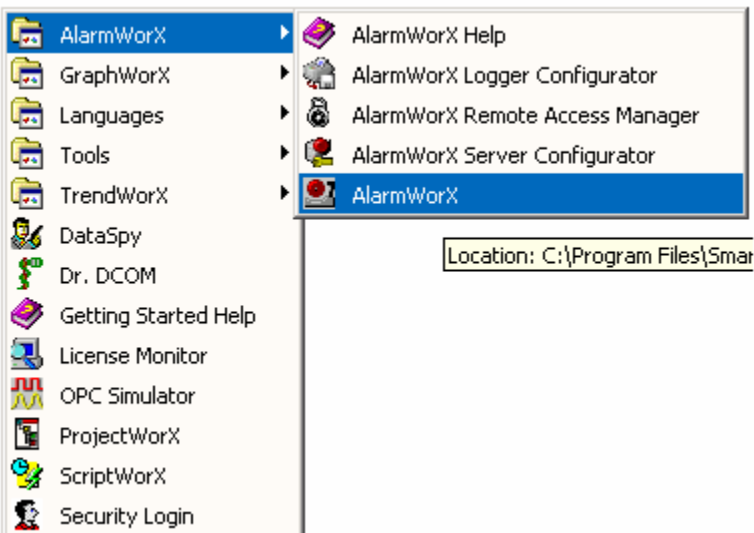 AlarmWorX
GraphWorX
Languages
Tools
TrendWorX
DataSpy
Dr. DCOM
Getting Started Help
License Monitor
OPC Simulator
ProjectWorX
ScriptWorX
Security Login
AlarmWorX Help
AlarmWorX Logger Configurator
AlarmWorX Remote Access Manager
AlarmWorX Server Configurator
AlarmWorX
Location: C:\Program Files\Smar